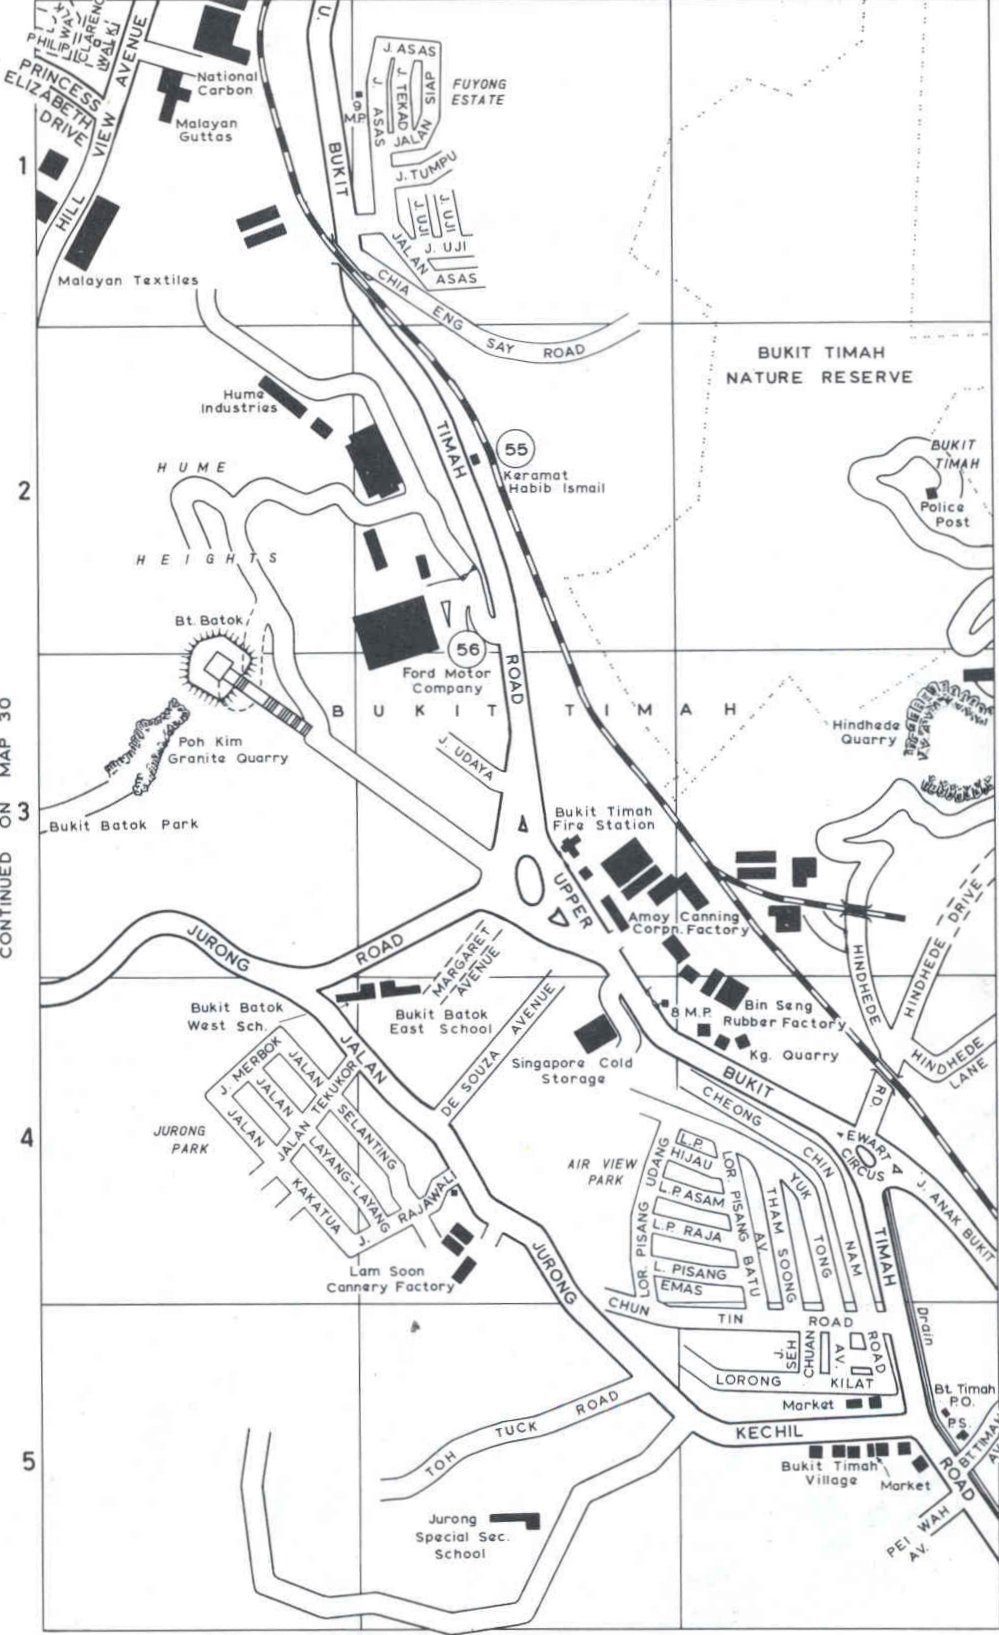 PHILIP
WALK
CLARENC
WALK
PRINCESS
ELIZABETH
DRIVE
HILL VIEW AVENUE
National
Carbon
Malayan
Guttas
Malayan Textiles
U.
BUKIT
9
M.P.
J. ASAS
J. ASAS
J. TEKAD
JALAN SIAP
FUYONG
ESTATE
J. TUMPU
J. UJI
J. UJI
J. UJI
JALAN ASAS
CHIA ENG SAY ROAD
1
BUKIT TIMAH
NATURE RESERVE
Hume
Industries
TIMAH
55
Keramat
Habib Ismail
HUME
HEIGHTS
BUKIT
TIMAH
Police
Post
2
Bt. Batok
56
Ford Motor
Company
ROAD
BUKIT TIMAH
Poh Kim
Granite Quarry
J. UDAYA
Hindhede
Quarry
CONTINUED ON MAP 30
3
Bukit Batok Park
Bukit Timah
Fire Station
UPPER
Amoy Canning
Corpn. Factory
HINDHEDE DRIVE
HINDHEDE
RD.
HINDHEDE
LANE
JURONG ROAD
MARGARET
AVENUE
Bukit Batok
West Sch.
Bukit Batok
East School
8 M.P.
Bin Seng
Rubber Factory
Kg. Quarry
Singapore Cold
Storage
DE SOUZA AVENUE
JALAN
BUKIT
CHEONG CHIN NAM
ROAD
J. MERBOK
JALAN
JALAN
JALAN
JALAN TEKUKOR
SELANTING
LAYANG-LAYANG
KAKATUA
J. RAJAWALI
JURONG
PARK
4
EWART
CIRCUS
J. ANAK BUKIT
AIR VIEW
PARK
LOR. PISANG UDANG
L.P.
HIJAU
L.P. ASAM
L.P. RAJA
L. PISANG
EMAS
LOR. PISANG BATU
THAM SOONG
AV.
YUK TONG
AV.
TIMAH
Lam Soon
Cannery Factory
JURONG
CHUN TIN ROAD
Drain
J.
SEH
CHUAN
LORONG KILAT
Market
Bt. Timah
P.O.
P.S.
BT. TIMAH
AV.
TOH TUCK ROAD
KECHIL
5
Bukit Timah
Village
Market
ROAD
PEI WAH
AV.
Jurong
Special Sec.
School